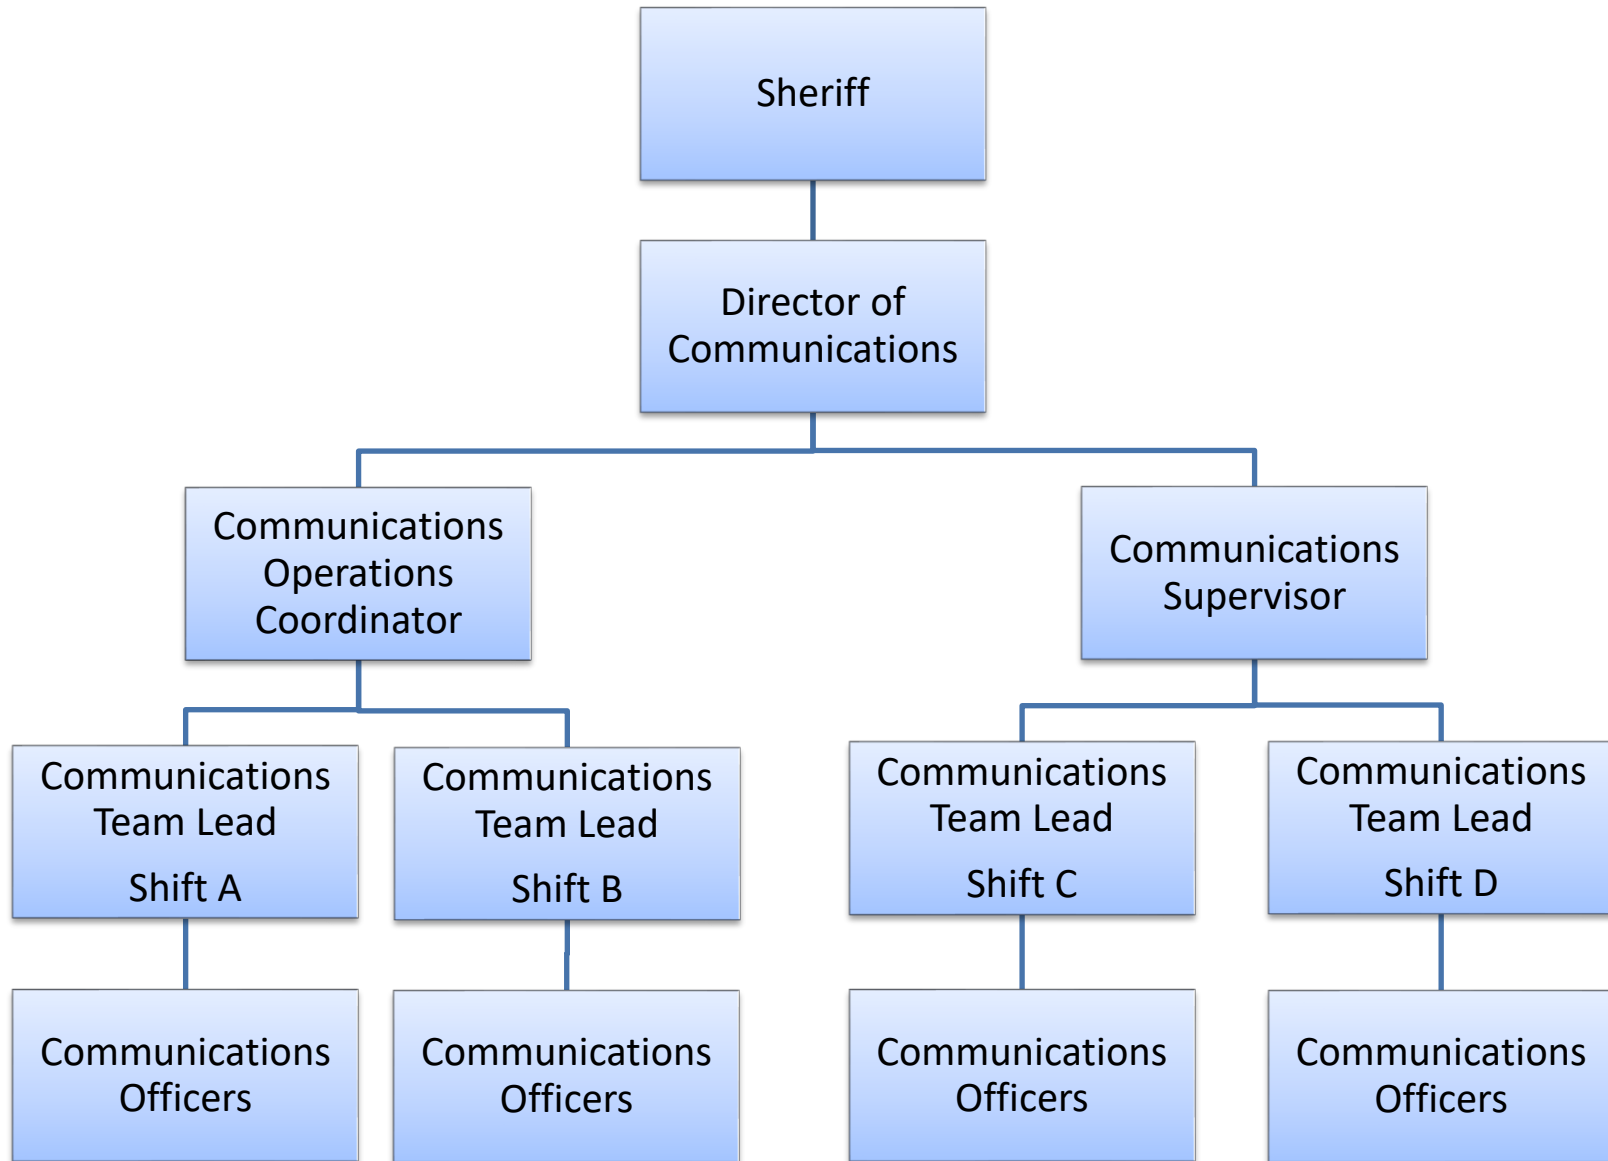 Sheriff
Director of
Communications
Communications
Operations
Coordinator
Communications
Supervisor
Communications
Team Lead
Shift A
Communications
Team Lead
Shift B
Communications
Team Lead
Shift C
Communications
Team Lead
Shift D
Communications
Officers
Communications
Officers
Communications
Officers
Communications
Officers